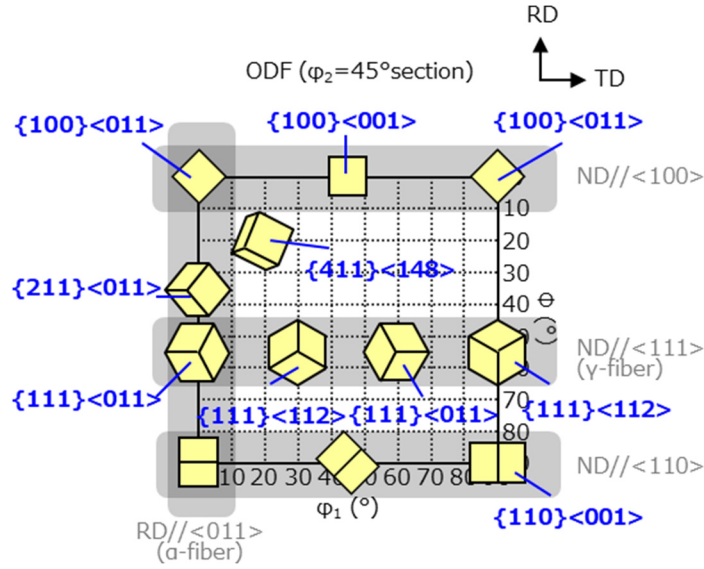 RD
TD
ODF (φ₂=45°section)
{100}<011>
{100}<001>
{100}<011>
ND//<100>
10
20
{411}<148>
30
{211}<011>
40
Φ
(°)
ND//<111>
(γ-fiber)
{111}<011>
{111}<112>
{111}<011>
{111}<112>
70
80
ND//<110>
10 20 30 40 50 60 70 80
φ₁ (°)
{110}<001>
RD//<011>
(α-fiber)